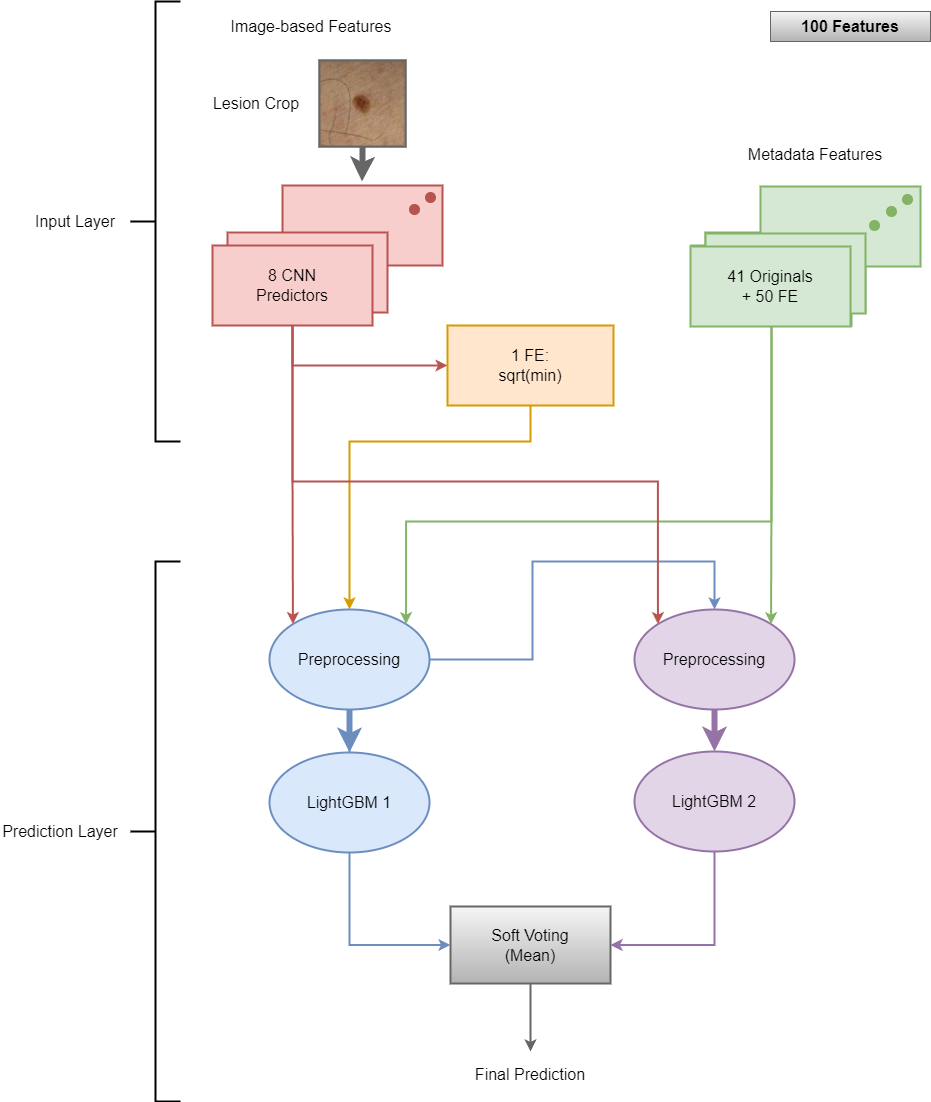 Image-based Features
100 Features
Lesion Crop
Metadata Features
Input Layer
8 CNN
Predictors
41 Originals
+ 50 FE
1 FE:
sqrt(min)
Preprocessing
Preprocessing
LightGBM 1
LightGBM 2
Prediction Layer
Soft Voting
(Mean)
Final Prediction